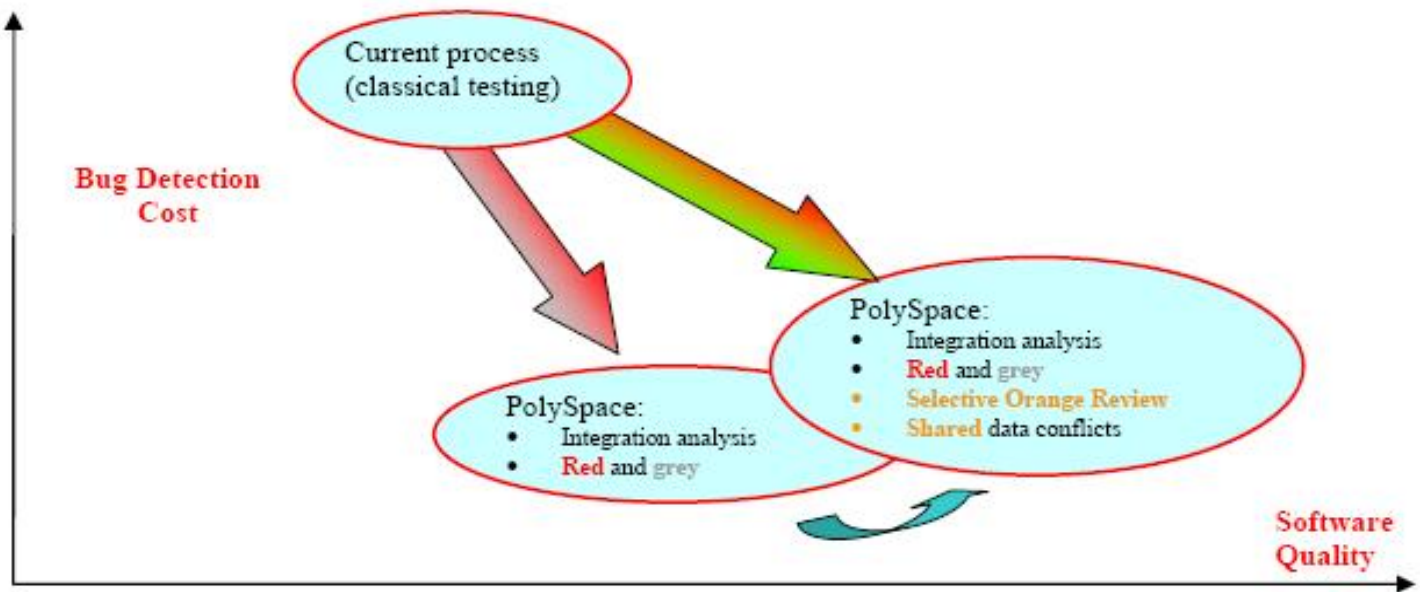 Current process
(classical testing)
Bug Detection
Cost
PolySpace:
• Integration analysis
• Red and grey
• Selective Orange Review
• Shared data conflicts
PolySpace:
• Integration analysis
• Red and grey
Software
Quality